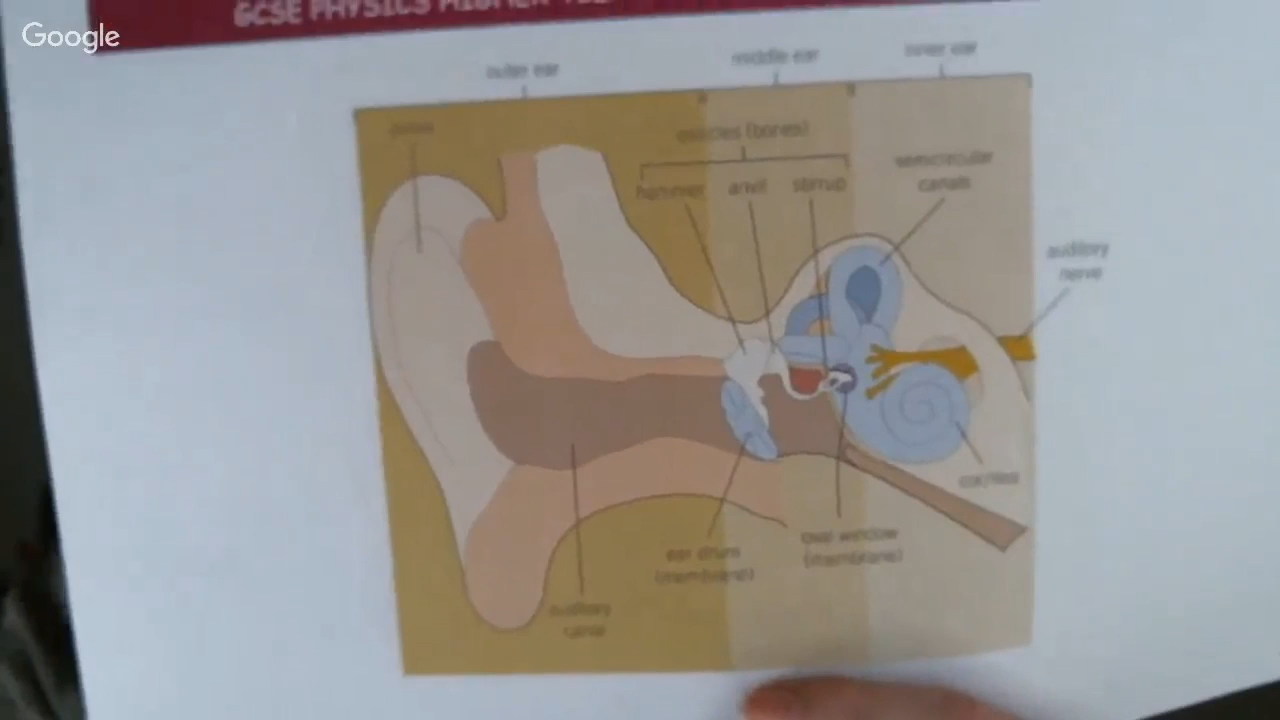 Google
GCSE PHYSICS HIGHER
outer ear
middle ear
inner ear
ossicles (bones)
hammer anvil stirrup
semicircular
canals
auditory
nerve
cochlea
oval window
(membrane)
ear drum
(membrane)
auditory